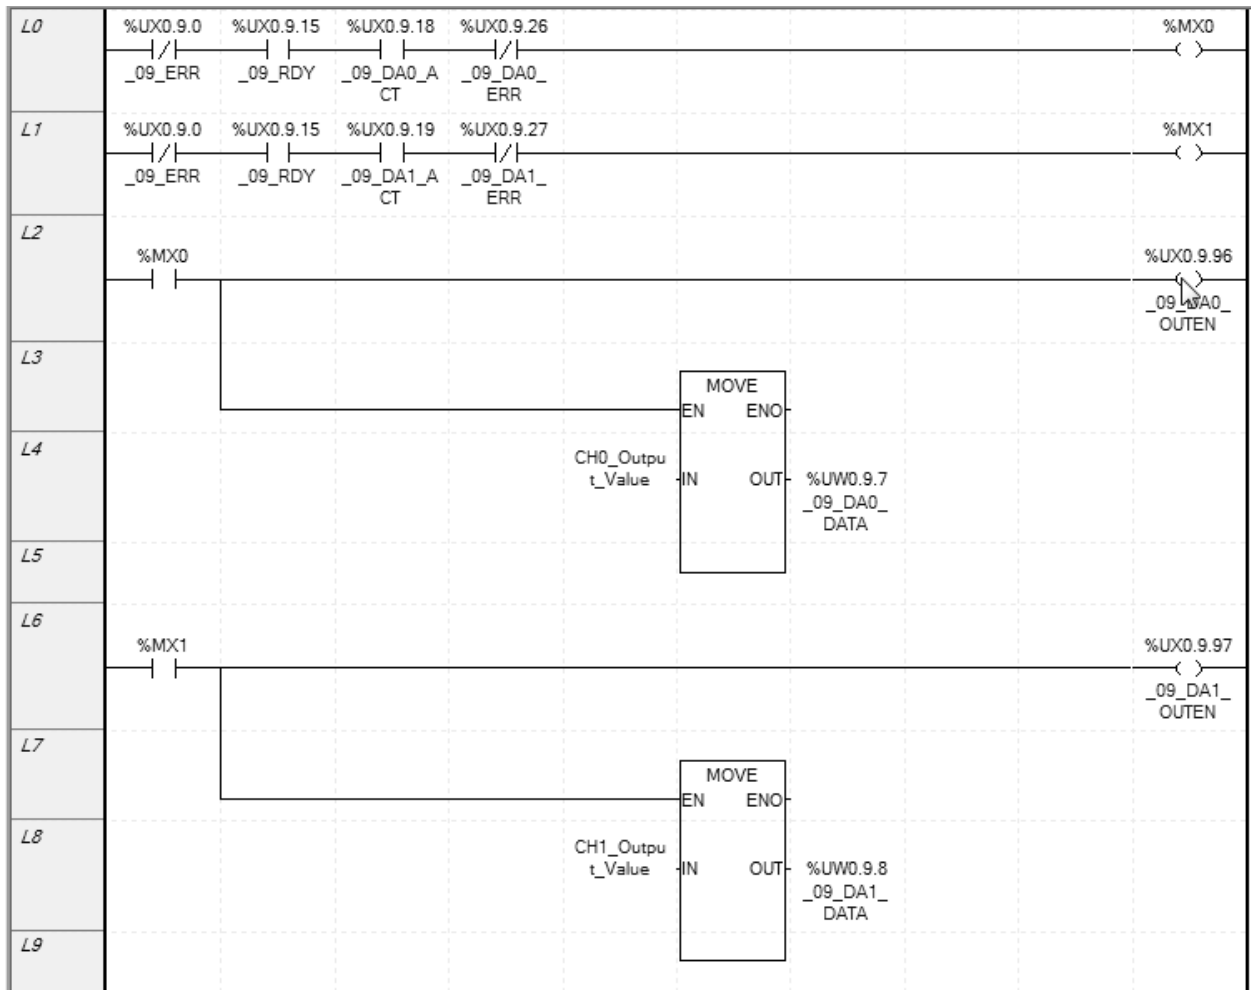 L0
%UX0.9.0 %UX0.9.15 %UX0.9.18 %UX0.9.26 %MX0
_09_ERR _09_RDY _09_DA0_A _09_DA0_
CT ERR
L1
%UX0.9.0 %UX0.9.15 %UX0.9.19 %UX0.9.27 %MX1
_09_ERR _09_RDY _09_DA1_A _09_DA1_
CT ERR
L2
%MX0 %UX0.9.96
_09_DA0_
OUTEN
L3
MOVE
EN ENO
L4
CH0_Outpu
t_Value IN OUT %UW0.9.7
_09_DA0_
DATA
L5
L6
%MX1 %UX0.9.97
_09_DA1_
OUTEN
L7
MOVE
EN ENO
L8
CH1_Outpu
t_Value IN OUT %UW0.9.8
_09_DA1_
DATA
L9